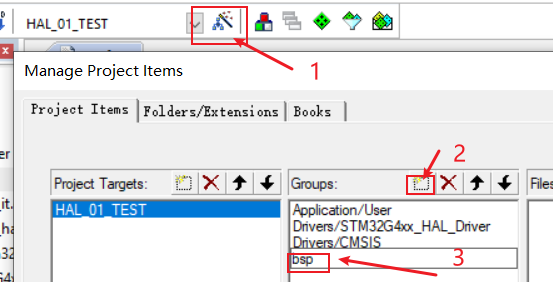 HAL_01_TEST
1
Manage Project Items
Project Items
Folders/Extensions
Books
2
Project Targets:
Groups:
Files
HAL_01_TEST
Application/User
Drivers/STM32G4xx_HAL_Driver
Drivers/CMSIS
bsp
3